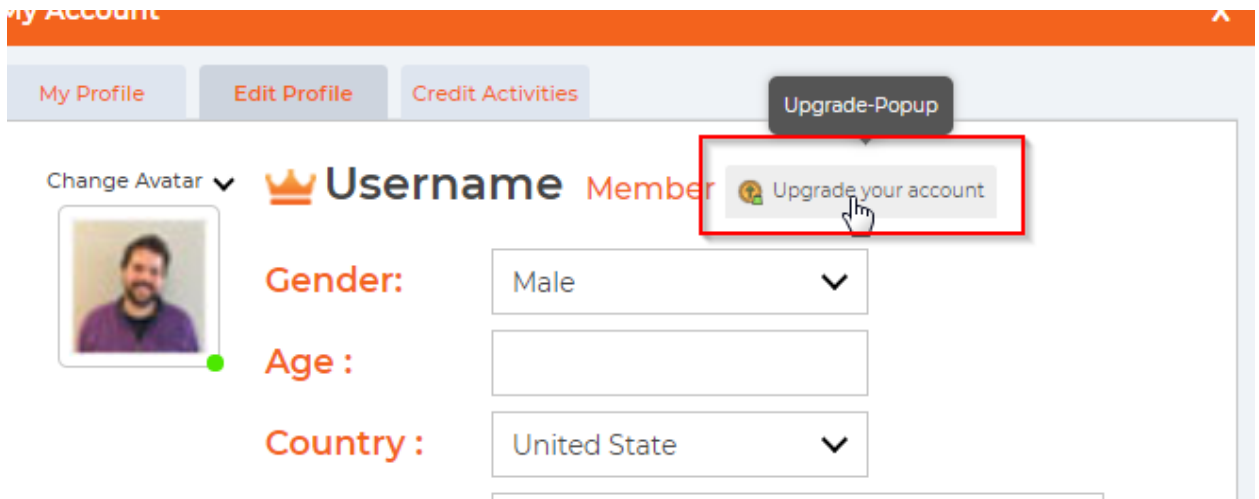 My Account X
My Profile Edit Profile Credit Activities
Upgrade-Popup
Change Avatar Username Member Upgrade your account
Gender: Male
Age :
Country : United State